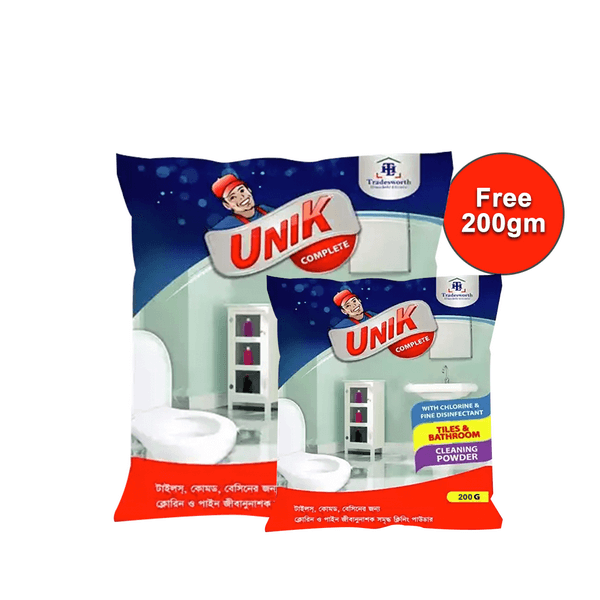 Tradesworth
UNIK
COMPLETE
টাইলস্, কোমড, বেসিনের জন্য
ক্লোরিন ও পাইন জীবানুনাশক
Free
200gm
Tradesworth
UNIK
COMPLETE
WITH CHLORINE &
PINE DISINFECTANT
TILES &
BATHROOM
CLEANING
POWDER
200 G
টাইলস্, কোমড, বেসিনের জন্য
ক্লোরিন ও পাইন জীবানুনাশক সমৃদ্ধ ক্লিনিং পাউডার